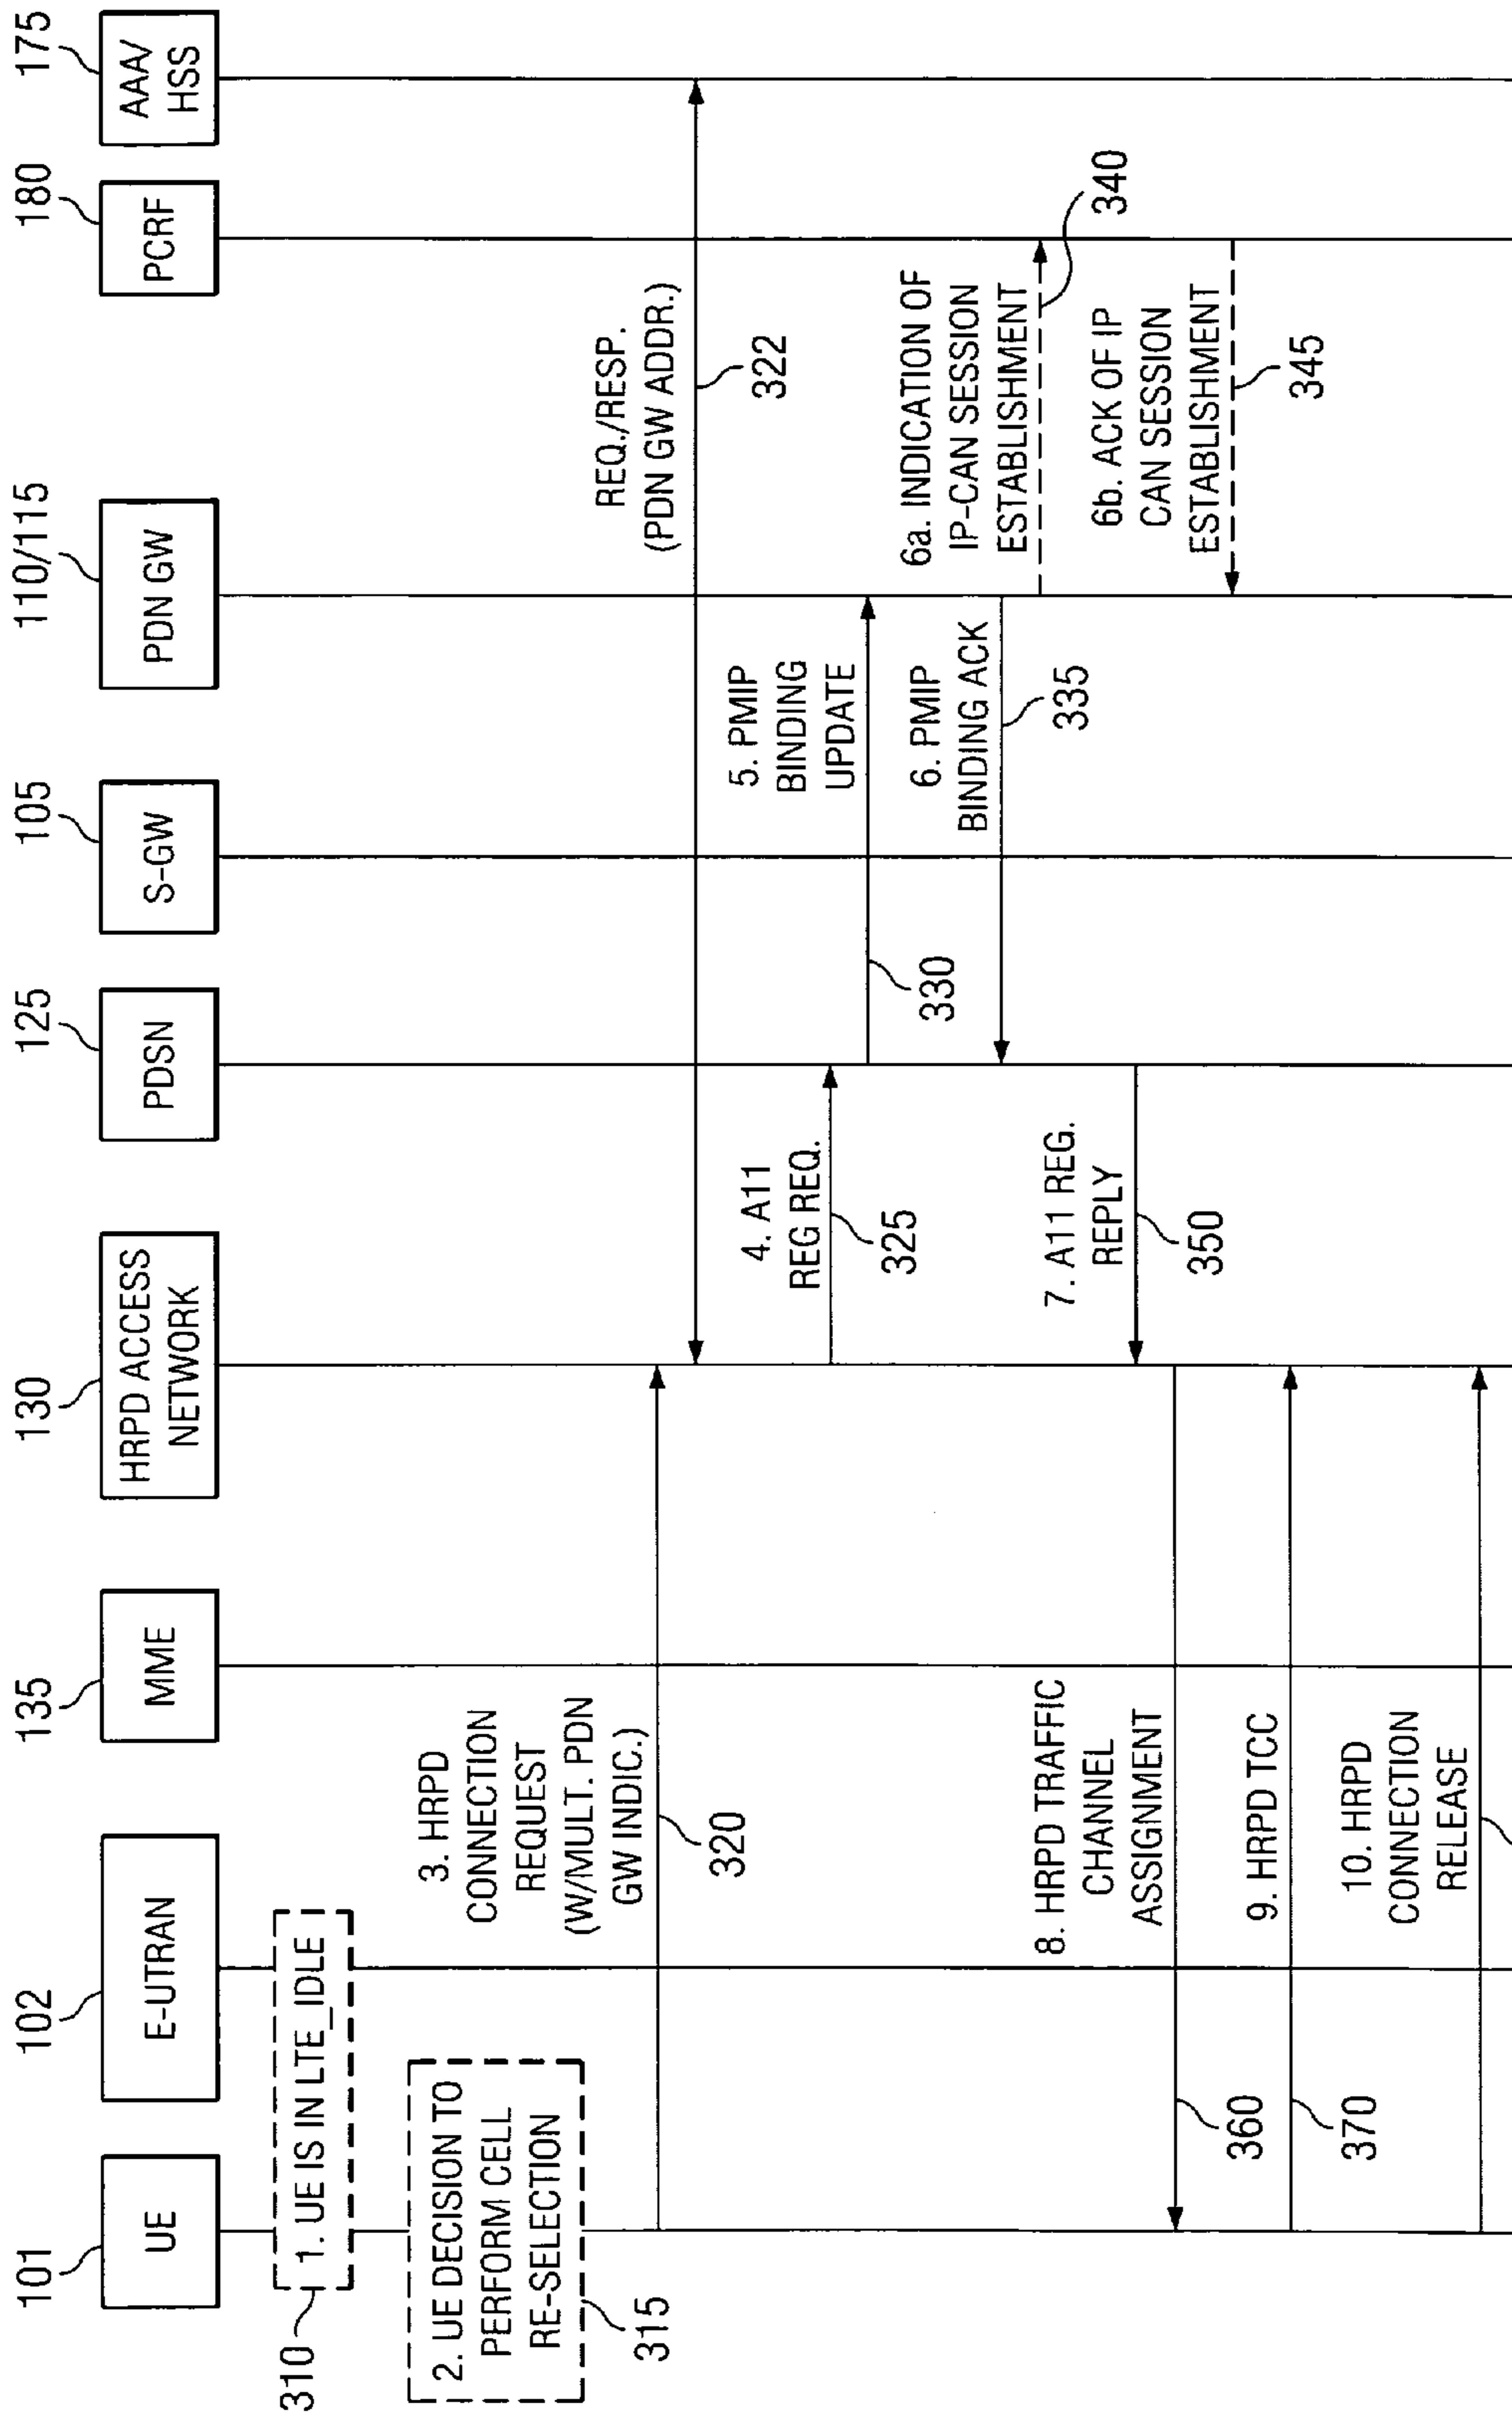 101
102
135
130
125
105
110/115
180
175
UE
E-UTRAN
MME
HRPD ACCESS
NETWORK
PDSN
S-GW
PDN GW
PCRF
AAA/
HSS
310
1. UE IS IN LTE_IDLE
2. UE DECISION TO
PERFORM CELL
RE-SELECTION
315
3. HRPD
CONNECTION
REQUEST
(W/MULT. PDN
GW INDIC.)
320
REQ./RESP.
(PDN GW ADDR.)
322
4. A11
REG REQ.
325
5. PMIP
BINDING
UPDATE
330
6. PMIP
BINDING ACK
335
6a. INDICATION OF
IP-CAN SESSION
ESTABLISHMENT
340
6b. ACK OF IP
CAN SESSION
ESTABLISHMENT
345
7. A11 REG.
REPLY
350
8. HRPD TRAFFIC
CHANNEL
ASSIGNMENT
360
9. HRPD TCC
370
10. HRPD
CONNECTION
RELEASE